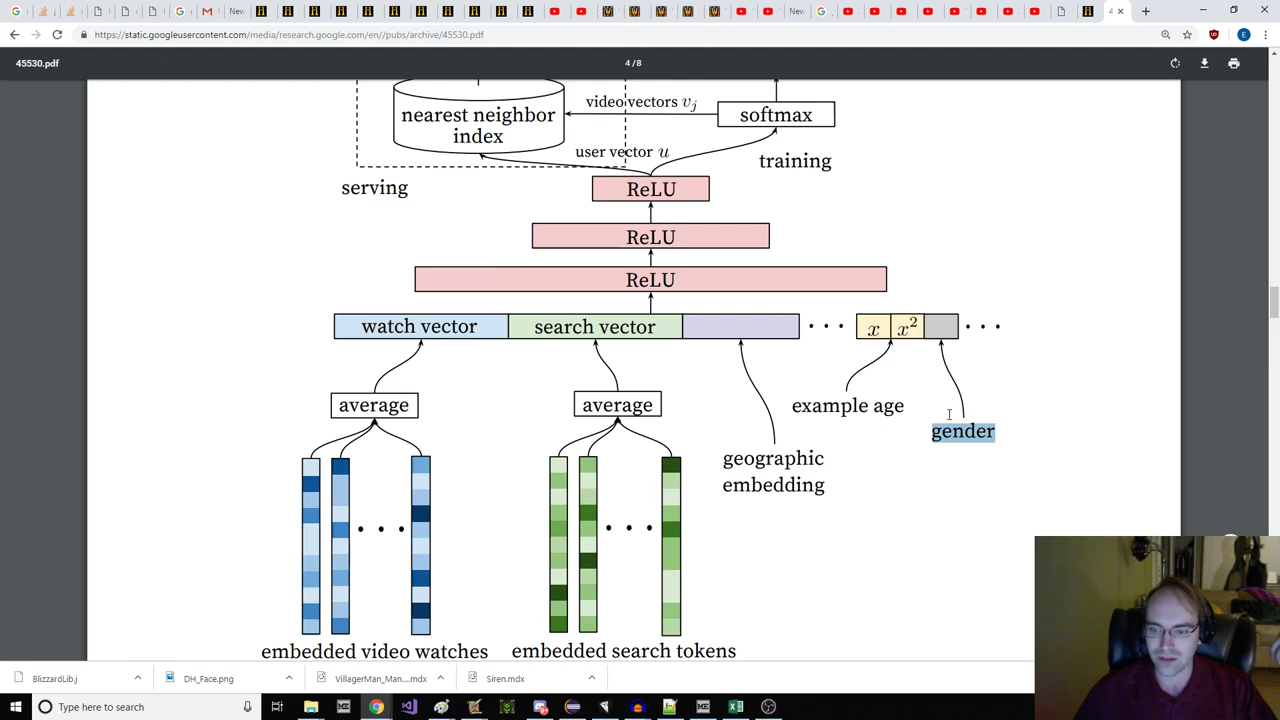 New
New
https://static.googleusercontent.com/media/research.google.com/en//pubs/archive/45530.pdf
45530.pdf
4 / 8
video vectors vj
nearest neighbor
index
softmax
user vector u
training
serving
ReLU
ReLU
ReLU
watch vector
search vector
x
x²
average
average
example age
gender
geographic
embedding
embedded video watches
embedded search tokens
BlizzardLib.j
DH_Face.png
VillagerMan_Man....mdx
Siren.mdx
Type here to search